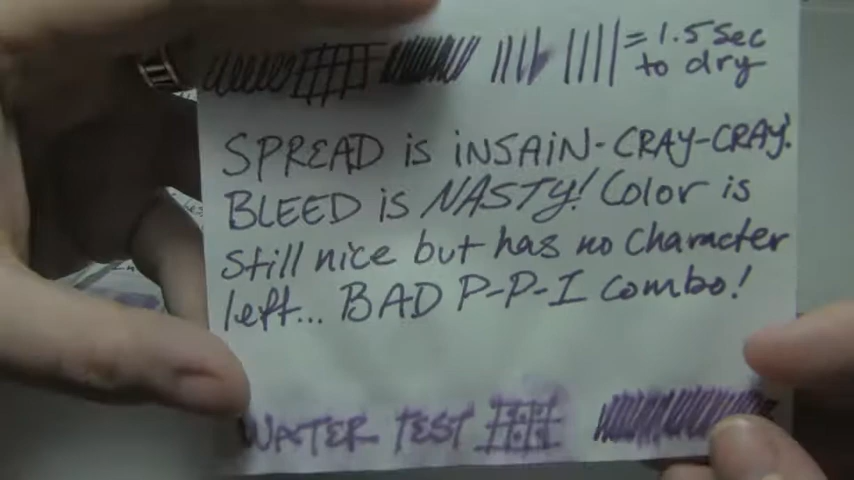 = 1.5 Sec
to dry
SPREAD is iNSAiN-CRAY-CRAY.
BLEED is NASTY! Color is
still nice but has no character
left... BAD P-P-I combo!
WATER TEST